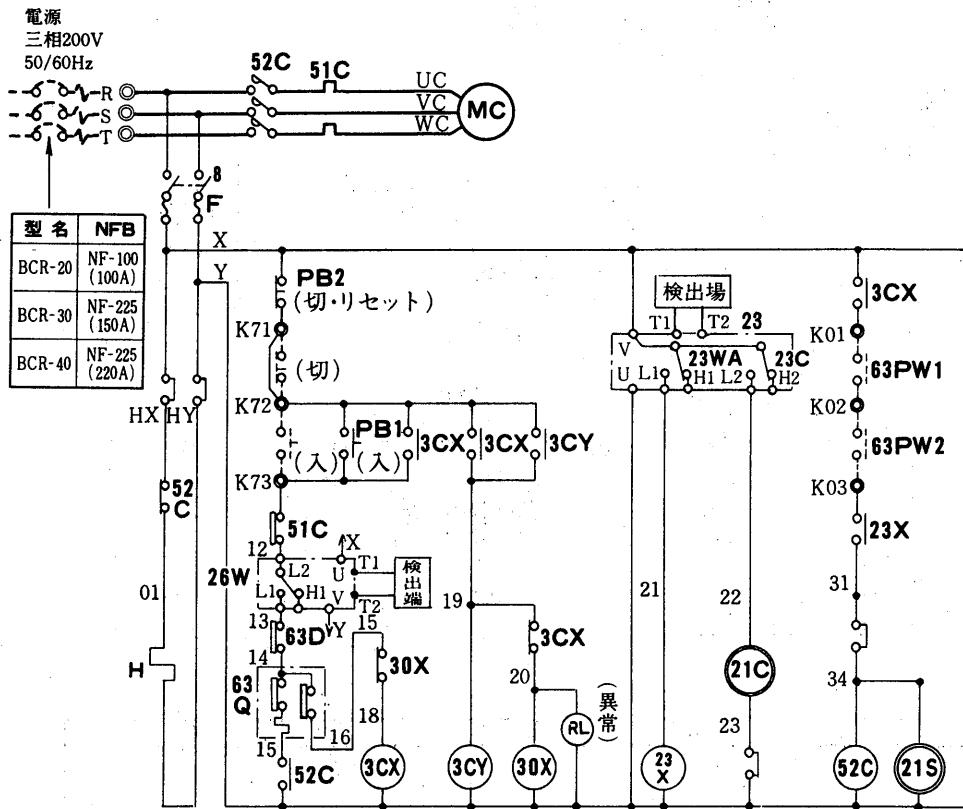 電源
三相200V
50/60Hz
R
S
T
52C
51C
UC
VC
WC
MC
8
F
型名 NFB
BCR-20 NF-100
(100A)
BCR-30 NF-225
(150A)
BCR-40 NF-225
(220A)
X
Y
PB2
(切・リセット)
K71
(切)
K72
(入)
PB1
(入)
3CX
3CX
3CY
K73
HX
HY
52
C
01
H
51C
12
26W
L2
L1
H1
X
U
V
Y
T1
T2
検出端
13
63D
14
63
Q
15
16
52C
15
30X
18
3CX
19
3CY
3CX
20
30X
RL
(異常)
検出場
T1
T2
23
V
U
L1
23WA
H1
L2
23C
H2
21
23
X
22
21C
23
3CX
K01
63PW1
K02
63PW2
K03
23X
31
34
52C
21S